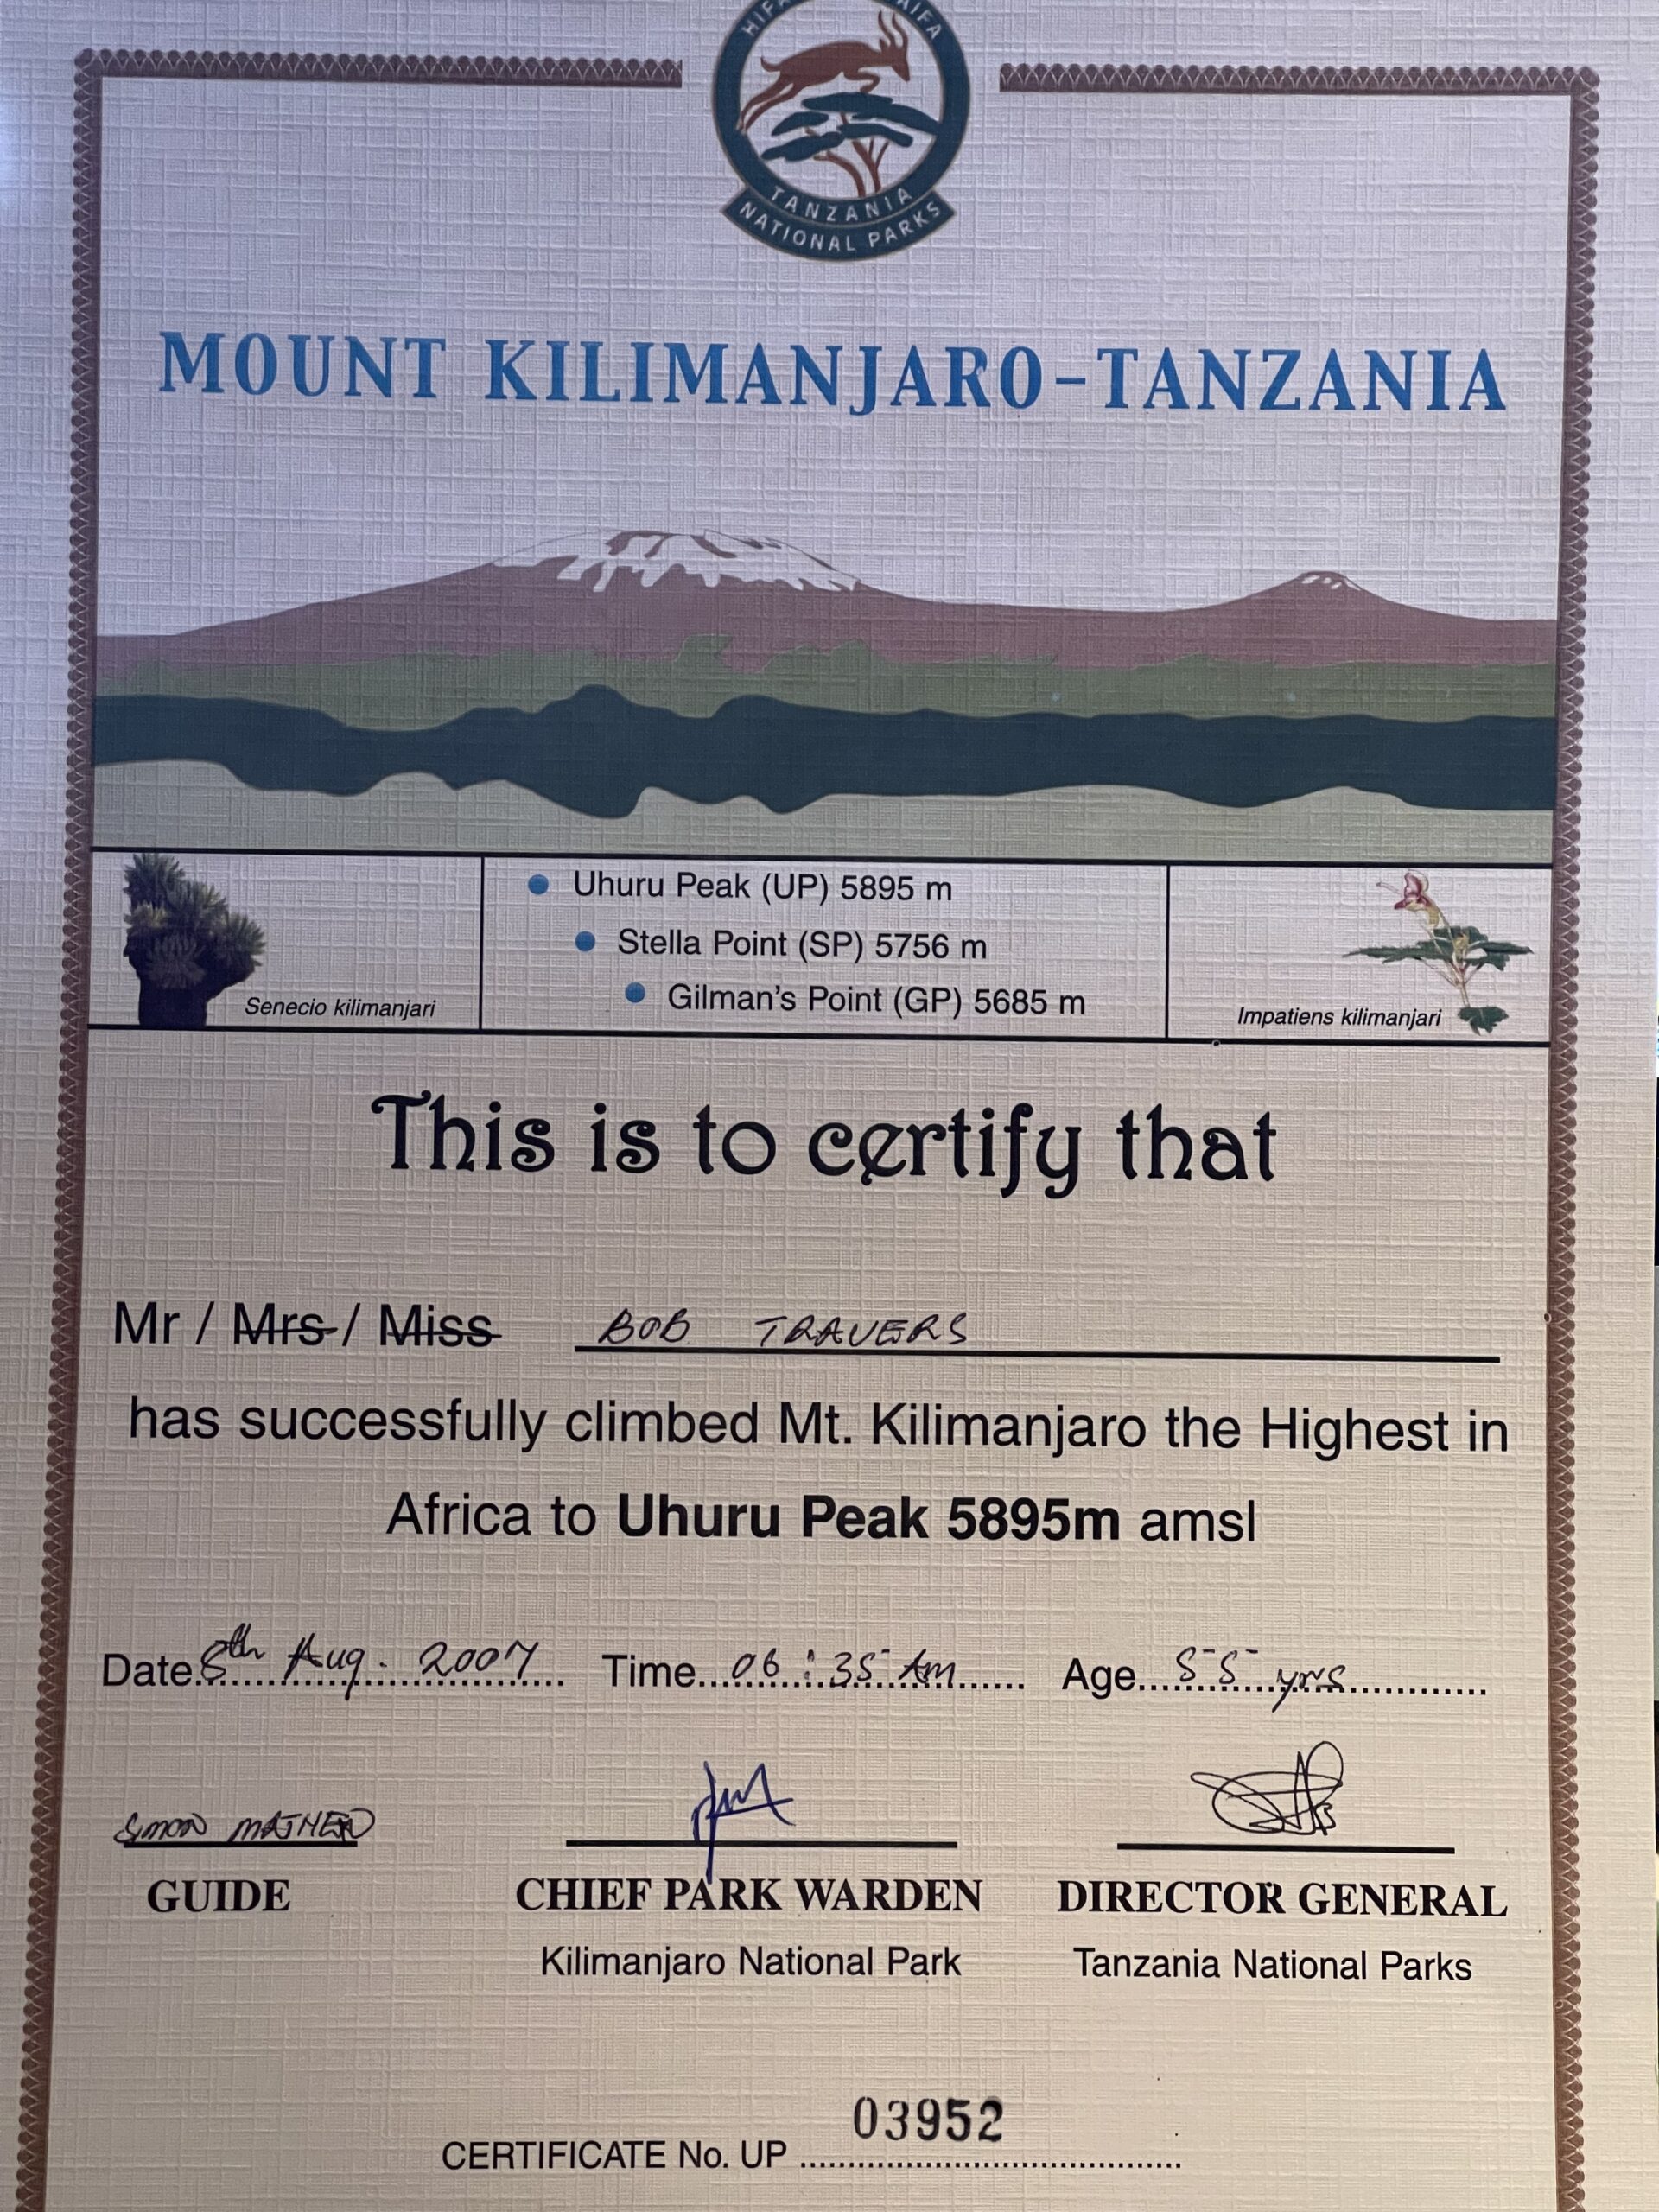 HIFA AIFA
TANZANIA
NATIONAL PARKS
MOUNT KILIMANJARO-TANZANIA
Uhuru Peak (UP) 5895 m
Stella Point (SP) 5756 m
Gilman's Point (GP) 5685 m
Senecio kilimanjari
Impatiens kilimanjari
This is to certify that
Mr / Mrs / Miss BOB TRAVERS
has successfully climbed Mt. Kilimanjaro the Highest in
Africa to Uhuru Peak 5895m amsl
Date 8th Aug. 2007 Time 06:35 Am Age 55 yrs
Simon
GUIDE CHIEF PARK WARDEN DIRECTOR GENERAL
Kilimanjaro National Park Tanzania National Parks
03952
CERTIFICATE No. UP